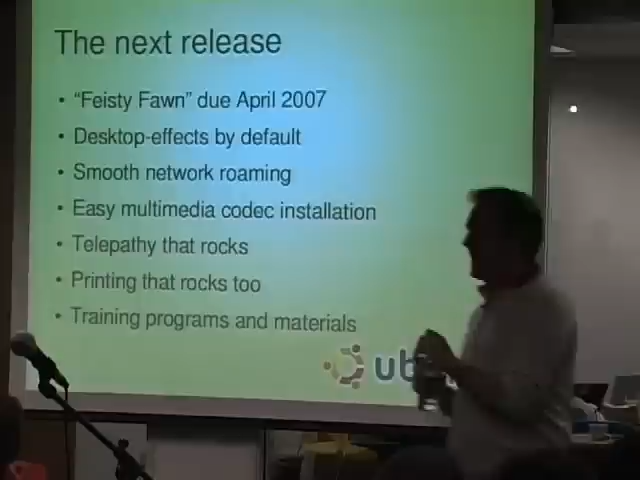 The next release
• "Feisty Fawn" due April 2007
• Desktop-effects by default
• Smooth network roaming
• Easy multimedia codec installation
• Telepathy that rocks
• Printing that rocks too
• Training programs and materials
ub